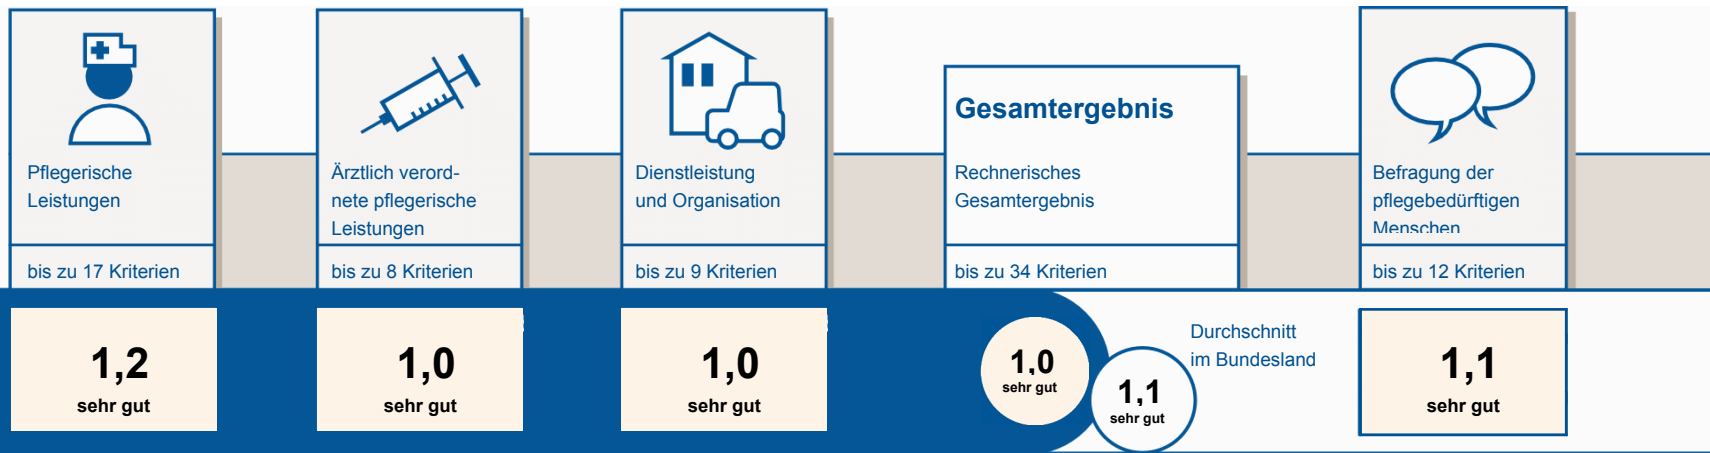 Pflegerische
Leistungen
bis zu 17 Kriterien
1,2
sehr gut
Ärztlich verord-
nete pflegerische
Leistungen
bis zu 8 Kriterien
1,0
sehr gut
Dienstleistung
und Organisation
bis zu 9 Kriterien
1,0
sehr gut
Gesamtergebnis
Rechnerisches
Gesamtergebnis
bis zu 34 Kriterien
1,0
sehr gut
1,1
sehr gut
Durchschnitt
im Bundesland
Befragung der
pflegebedürftigen
Menschen
bis zu 12 Kriterien
1,1
sehr gut